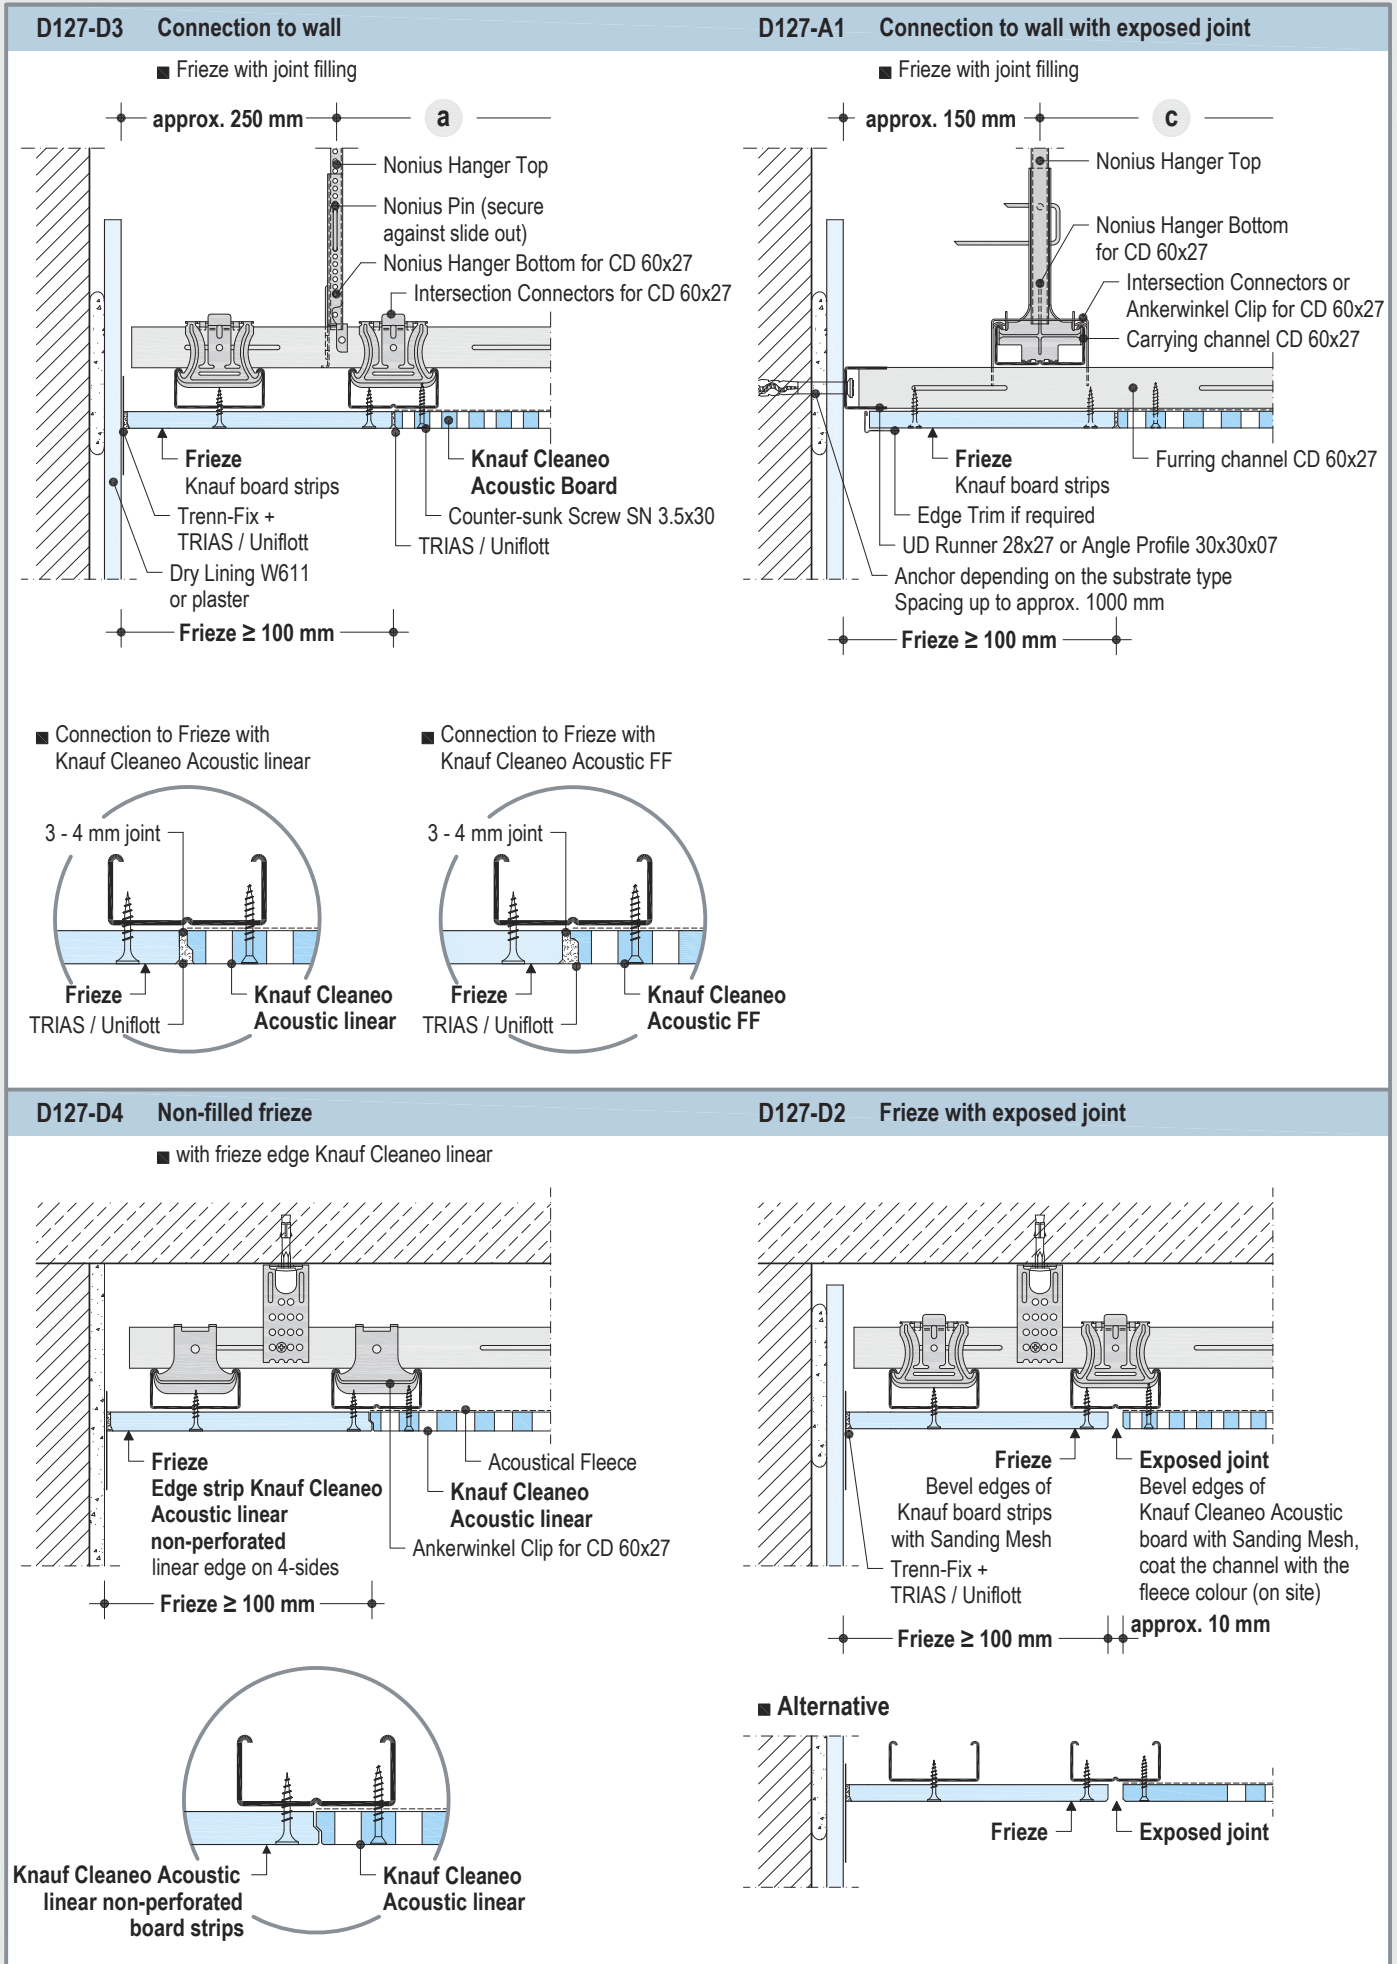 D127-D3 Connection to wall
■ Frieze with joint filling
approx. 250 mm
a
Nonius Hanger Top
Nonius Pin (secure
against slide out)
Nonius Hanger Bottom for CD 60x27
Intersection Connectors for CD 60x27
Frieze
Knauf board strips
Trenn-Fix +
TRIAS / Uniflott
Dry Lining W611
or plaster
Knauf Cleaneo
Acoustic Board
Counter-sunk Screw SN 3.5x30
TRIAS / Uniflott
Frieze ≥ 100 mm
D127-A1 Connection to wall with exposed joint
■ Frieze with joint filling
approx. 150 mm
c
Nonius Hanger Top
Nonius Hanger Bottom
for CD 60x27
Intersection Connectors or
Ankerwinkel Clip for CD 60x27
Carrying channel CD 60x27
Frieze
Knauf board strips
Furring channel CD 60x27
Edge Trim if required
UD Runner 28x27 or Angle Profile 30x30x07
Anchor depending on the substrate type
Spacing up to approx. 1000 mm
Frieze ≥ 100 mm
■ Connection to Frieze with
Knauf Cleaneo Acoustic linear
3 - 4 mm joint
Frieze
TRIAS / Uniflott
Knauf Cleaneo
Acoustic linear
■ Connection to Frieze with
Knauf Cleaneo Acoustic FF
3 - 4 mm joint
Frieze
TRIAS / Uniflott
Knauf Cleaneo
Acoustic FF
D127-D4 Non-filled frieze
■ with frieze edge Knauf Cleaneo linear
Frieze
Edge strip Knauf Cleaneo
Acoustic linear
non-perforated
linear edge on 4-sides
Acoustical Fleece
Knauf Cleaneo
Acoustic linear
Ankerwinkel Clip for CD 60x27
Frieze ≥ 100 mm
Knauf Cleaneo Acoustic
linear non-perforated
board strips
Knauf Cleaneo
Acoustic linear
D127-D2 Frieze with exposed joint
Frieze
Bevel edges of
Knauf board strips
with Sanding Mesh
Trenn-Fix +
TRIAS / Uniflott
Exposed joint
Bevel edges of
Knauf Cleaneo Acoustic
board with Sanding Mesh,
coat the channel with the
fleece colour (on site)
approx. 10 mm
Frieze ≥ 100 mm
■ Alternative
Frieze
Exposed joint